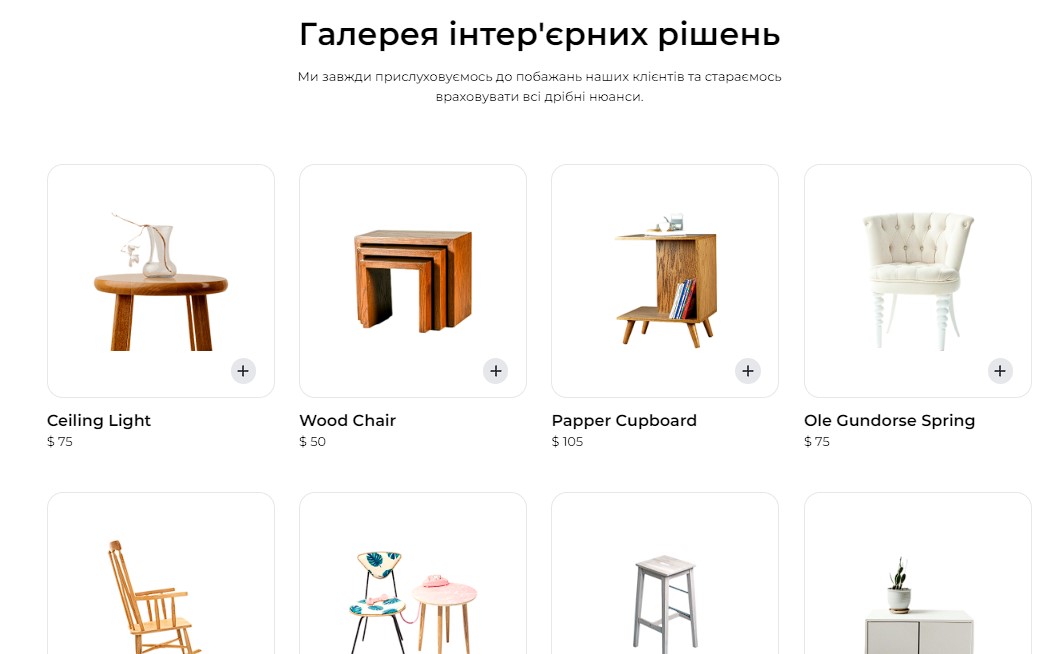 Галерея інтер'єрних рішень
Ми завжди прислуховуємось до побажань наших клієнтів та стараємось
враховувати всі дрібні нюанси.
Ceiling Light
$ 75
Wood Chair
$ 50
Papper Cupboard
$ 105
Ole Gundorse Spring
$ 75